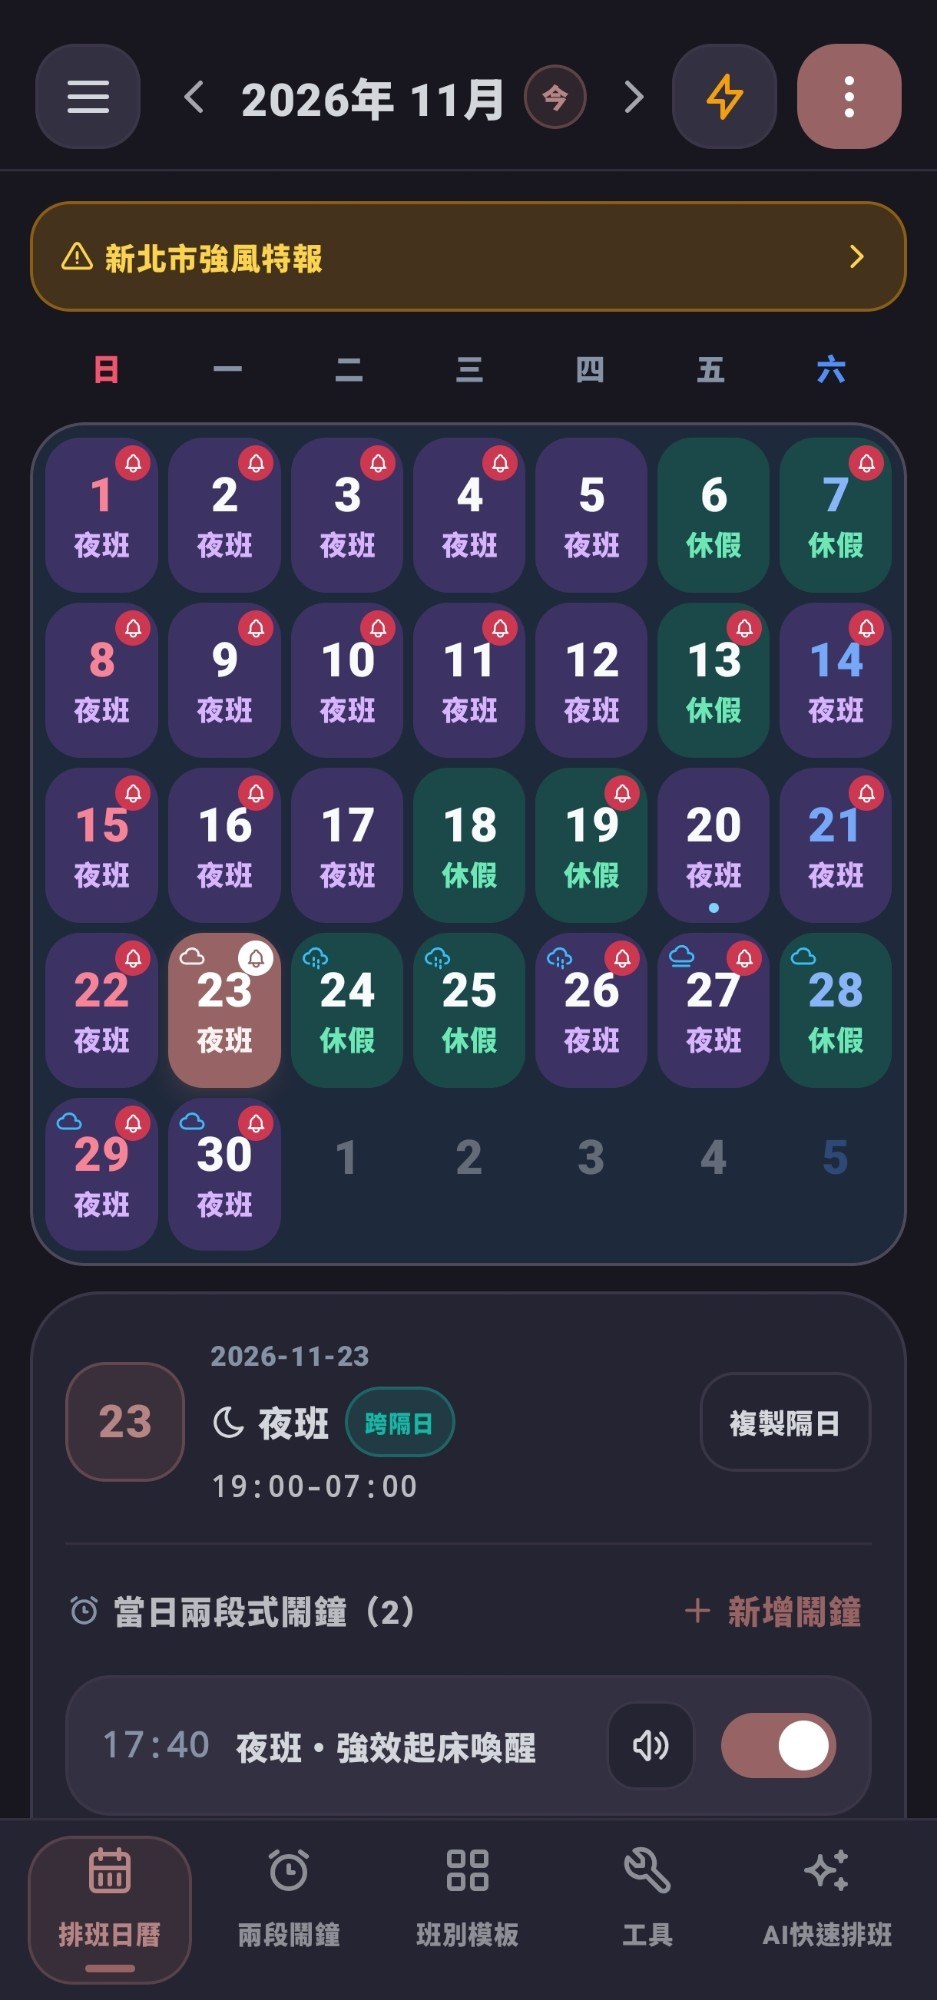 2026年 11月 今
新北市強風特報
日 一 二 三 四 五 六
1 2 3 4 5 6 7
夜班 夜班 夜班 夜班 夜班 休假 休假
8 9 10 11 12 13 14
夜班 夜班 夜班 夜班 夜班 休假 夜班
15 16 17 18 19 20 21
夜班 夜班 夜班 休假 休假 夜班 夜班
22 23 24 25 26 27 28
夜班 夜班 休假 休假 夜班 夜班 休假
29 30 1 2 3 4 5
夜班 夜班
2026-11-23
23 夜班 跨隔日 複製隔日
19:00-07:00
當日兩段式鬧鐘（2） + 新增鬧鐘
17:40 夜班・強效起床喚醒
排班日曆 兩段鬧鐘 班別模板 工具 AI快速排班